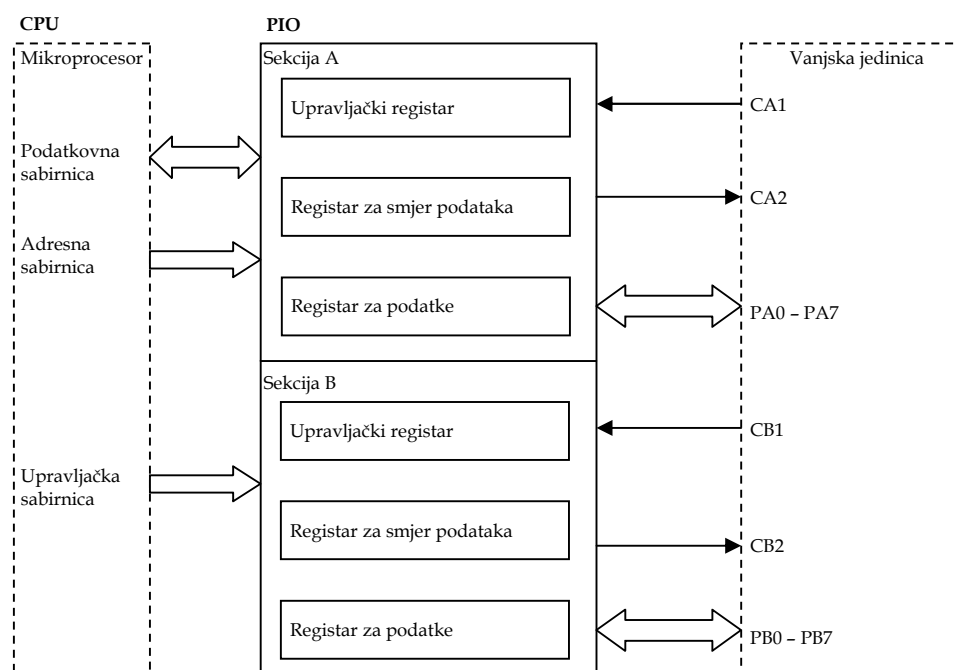 CPU
PIO
Mikroprocesor
Sekcija A
Vanjska jedinica
Upravljački registar
CA1
Podatkovna
sabirnica
Registar za smjer podataka
CA2
Adresna
sabirnica
Registar za podatke
PA0 – PA7
Sekcija B
Upravljački registar
CB1
Upravljačka
sabirnica
Registar za smjer podataka
CB2
Registar za podatke
PB0 – PB7